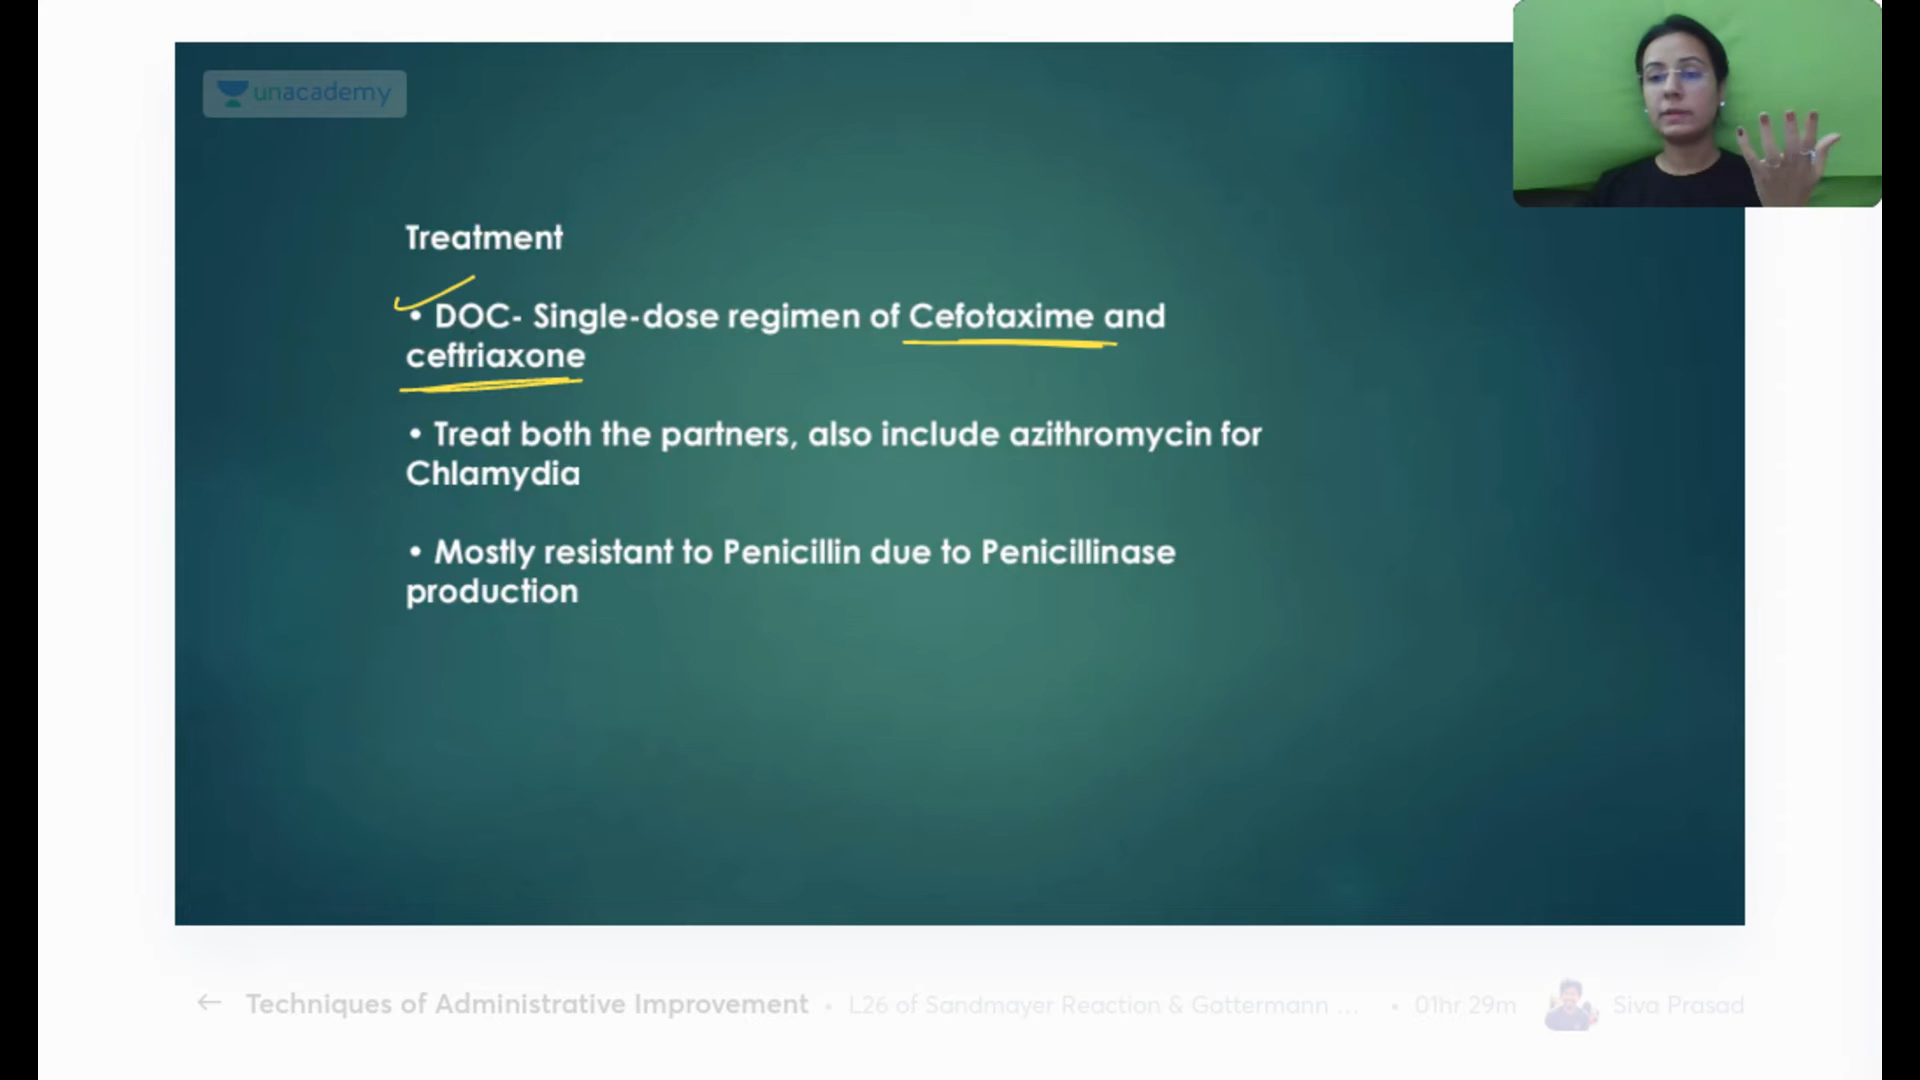 unacademy
Treatment
• DOC- Single-dose regimen of Cefotaxime and
ceftriaxone
• Treat both the partners, also include azithromycin for
Chlamydia
• Mostly resistant to Penicillin due to Penicillinase
production
← Techniques of Administrative Improvement • L26 of Sandmayer Reaction & Gottermann ... • 01hr 29m Siva Prasad